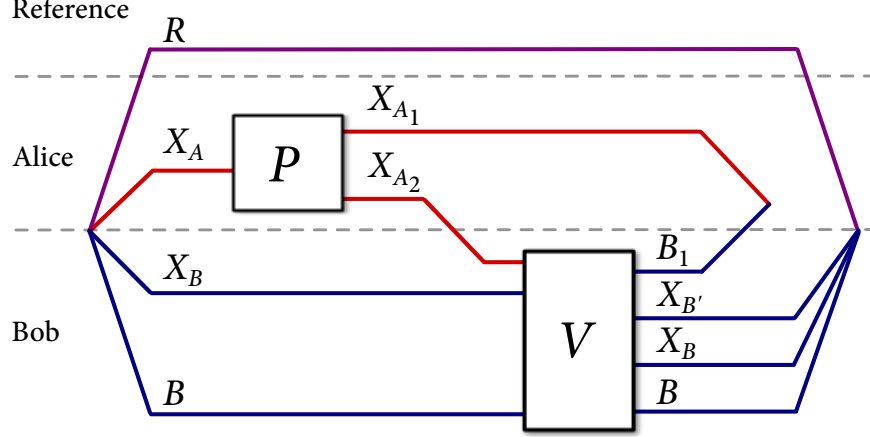 Reference
R
Alice
X_A
P
X_{A_1}
X_{A_2}
Bob
X_B
B
V
B_1
X_{B'}
X_B
B